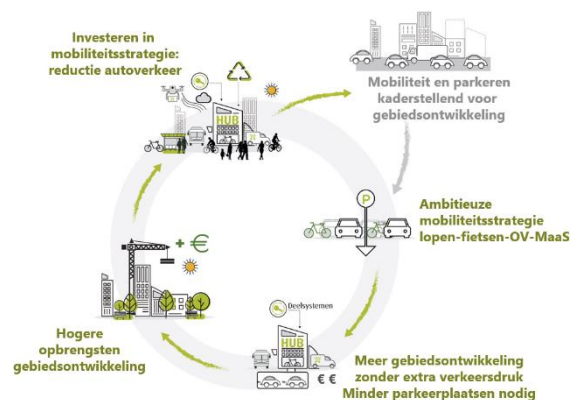 Investeren in
mobiliteitsstrategie:
reductie autoverkeer
HUB
Mobiliteit en parkeren
kaderstellend voor
gebiedsontwikkeling
P
Ambitieuze
mobiliteitsstrategie
lopen-fietsen-OV-MaaS
+ €
Deelsystemen
HUB
€ €
Hogere
opbrengsten
gebiedsontwikkeling
Meer gebiedsontwikkeling
zonder extra verkeersdruk
Minder parkeerplaatsen nodig